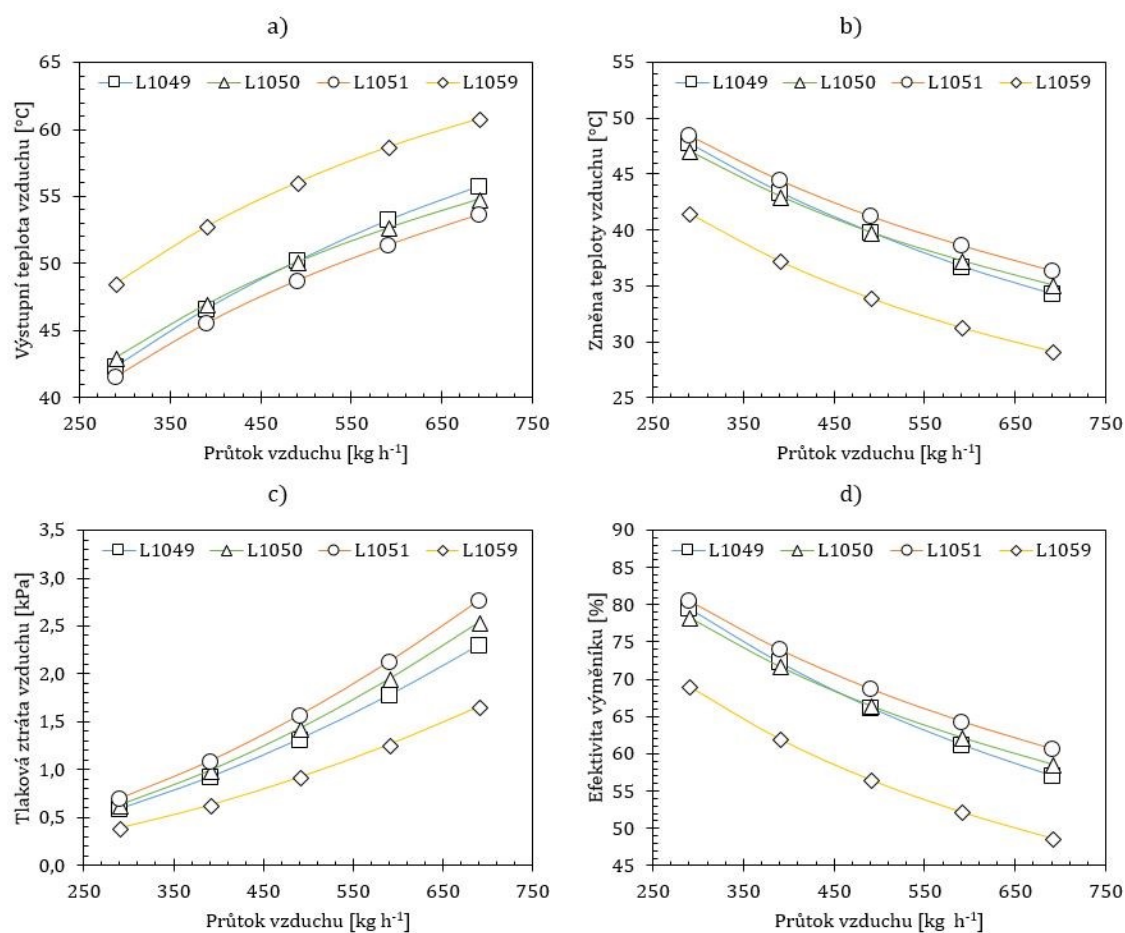 a)
Výstupní teplota vzduchu [°C]
65
60
55
50
45
40
L1049 L1050 L1051 L1059
250 350 450 550 650 750
Průtok vzduchu [kg h⁻¹]
b)
Změna teploty vzduchu [°C]
55
50
45
40
35
30
25
L1049 L1050 L1051 L1059
250 350 450 550 650 750
Průtok vzduchu [kg h⁻¹]
c)
Tlaková ztráta vzduchu [kPa]
3,5
3,0
2,5
2,0
1,5
1,0
0,5
0,0
L1049 L1050 L1051 L1059
250 350 450 550 650 750
Průtok vzduchu [kg h⁻¹]
d)
Efektivita výměníku [%]
90
85
80
75
70
65
60
55
50
45
L1049 L1050 L1051 L1059
250 350 450 550 650 750
Průtok vzduchu [kg h⁻¹]